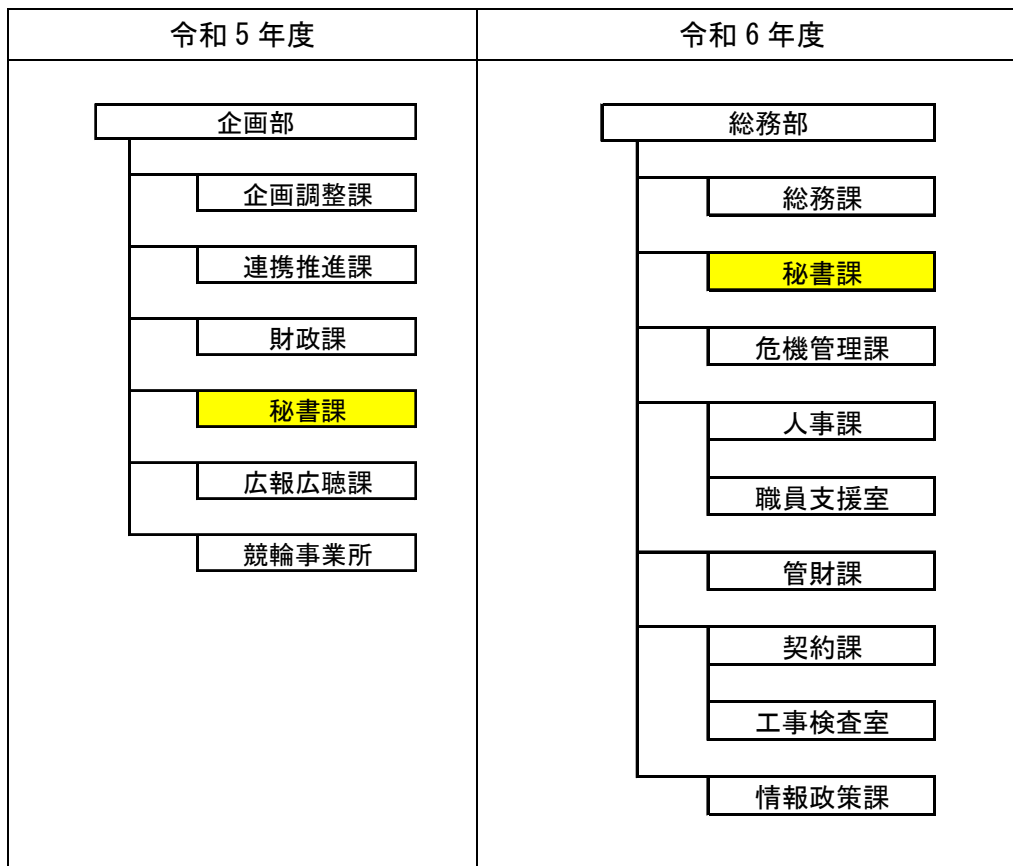 令和5年度
企画部
企画調整課
連携推進課
財政課
秘書課
広報広聴課
競輪事業所
令和6年度
総務部
総務課
秘書課
危機管理課
人事課
職員支援室
管財課
契約課
工事検査室
情報政策課